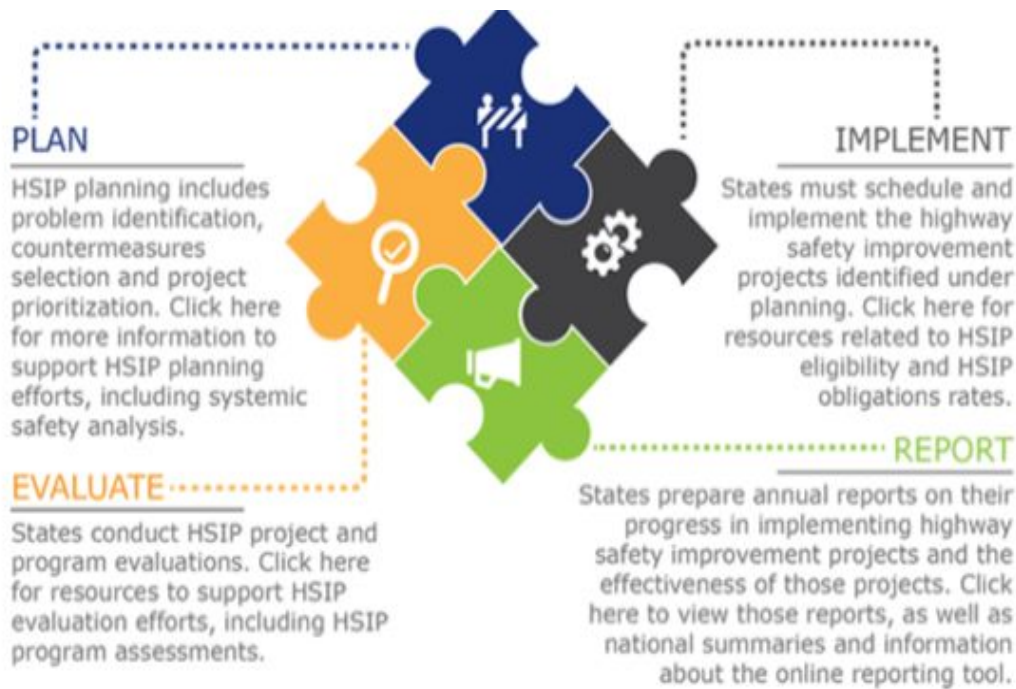 PLAN
HSIP planning includes
problem identification,
countermeasures
selection and project
prioritization. Click here
for more information to
support HSIP planning
efforts, including systemic
safety analysis.
IMPLEMENT
States must schedule and
implement the highway
safety improvement
projects identified under
planning. Click here for
resources related to HSIP
eligibility and HSIP
obligations rates.
EVALUATE
States conduct HSIP project and
program evaluations. Click here
for resources to support HSIP
evaluation efforts, including HSIP
program assessments.
REPORT
States prepare annual reports on their
progress in implementing highway
safety improvement projects and the
effectiveness of those projects. Click
here to view those reports, as well as
national summaries and information
about the online reporting tool.